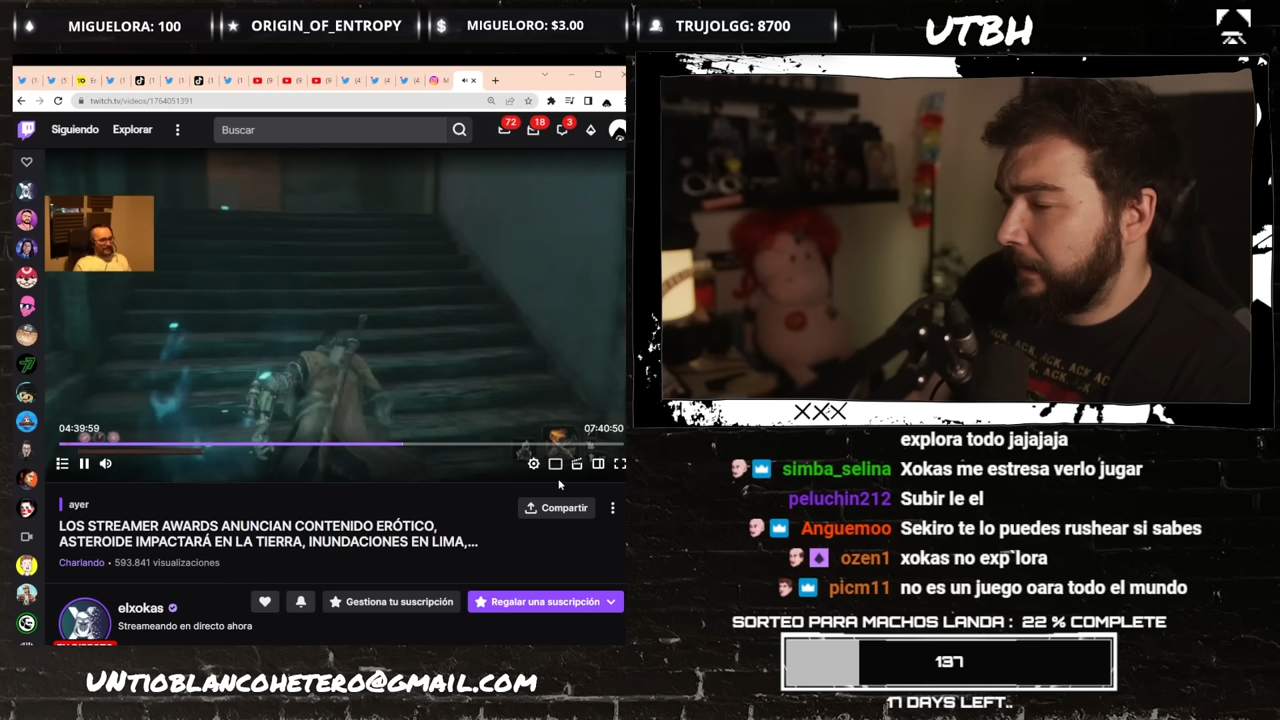 MIGUELORA: 100
ORIGIN_OF_ENTROPY
MIGUELORO: $3.00
TRUJOLGG: 8700
UTBH
twitch.tv/videos/1764051391
Siguiendo
Explorar
Buscar
72
18
3
04:39:59
07:40:50
ayer
Compartir
LOS STREAMER AWARDS ANUNCIAN CONTENIDO ERÓTICO,
ASTEROIDE IMPACTARÁ EN LA TIERRA, INUNDACIONES EN LIMA,...
Charlando • 593.841 visualizaciones
elxokas
Streameando en directo ahora
Gestiona tu suscripción
Regalar una suscripción
UNTIOBLANCOHETERO@GMAIL.COM
ACK, ACK, ACK,
XXX
explora todo jajajaja
simba_selina Xokas me estresa verlo jugar
peluchin212 Subir le el
Anguemoo Sekiro te lo puedes rushear si sabes
ozen1 xokas no exp`lora
picm11 no es un juego oara todo el mundo
SORTEO PARA MACHOS LANDA : 22 % COMPLETE
137
17 DAYS LEFT..